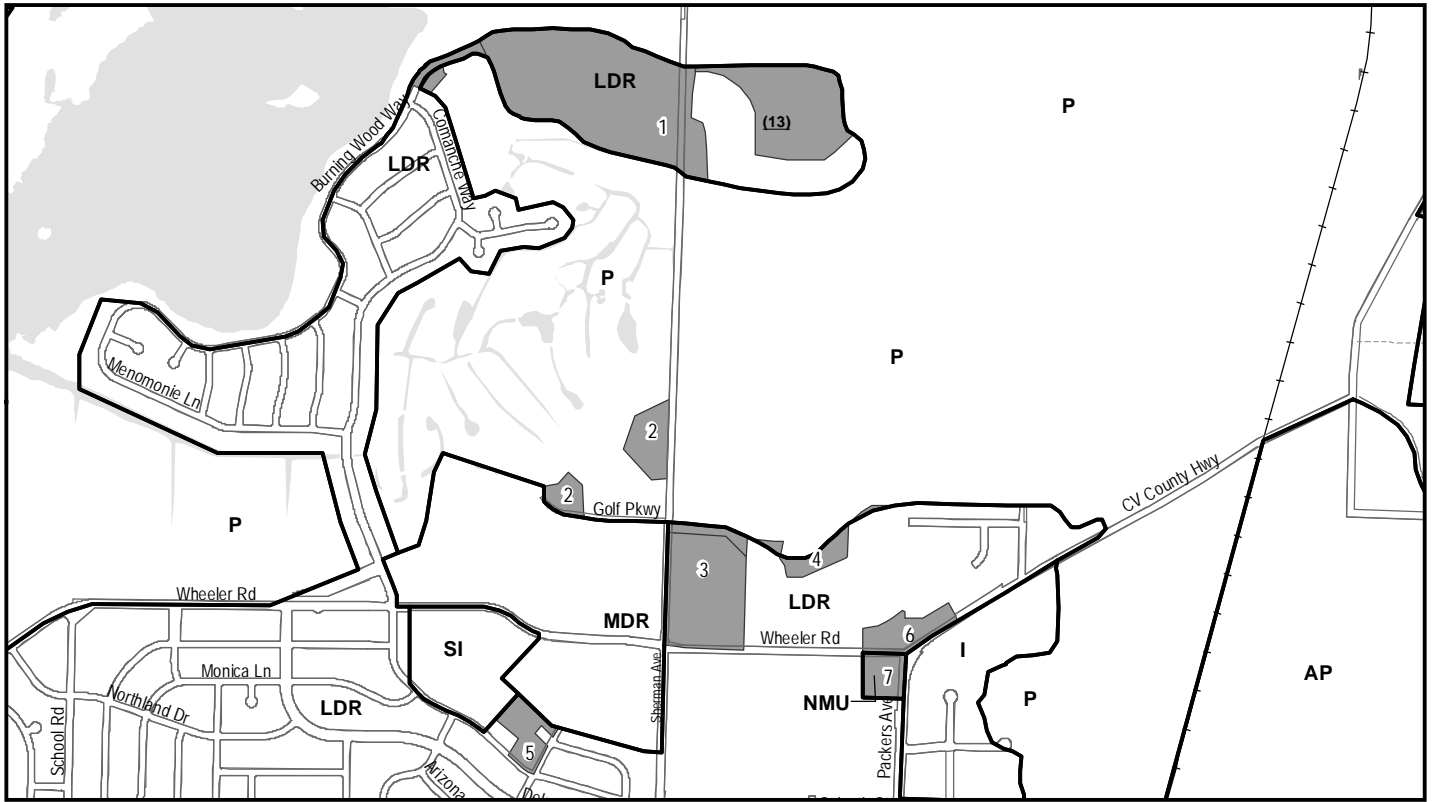 LDR
P
1
(13)
Burning Wood Way
Comanche Way
LDR
P
P
Menomonie Ln
2
2
Golf Pkwy
CV County Hwy
P
3
4
Wheeler Rd
LDR
MDR
Wheeler Rd
6
SI
I
Monica Ln
7
AP
Northland Dr
LDR
NMU
P
Sherman Ave
School Rd
5
Packers Ave
Arizona